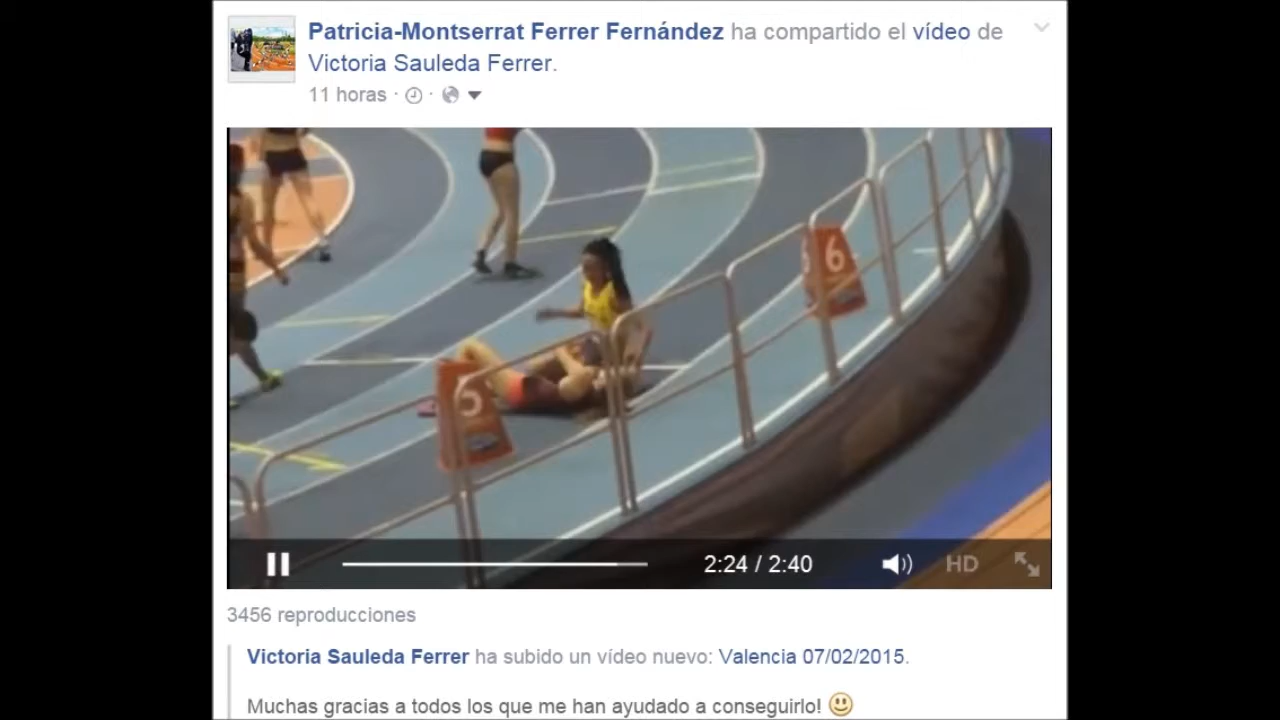 Patricia-Montserrat Ferrer Fernández ha compartido el vídeo de
Victoria Sauleda Ferrer.
11 horas ·  · 
6
6
2:24 / 2:40
HD
3456 reproducciones
Victoria Sauleda Ferrer ha subido un vídeo nuevo: Valencia 07/02/2015.
Muchas gracias a todos los que me han ayudado a conseguirlo!